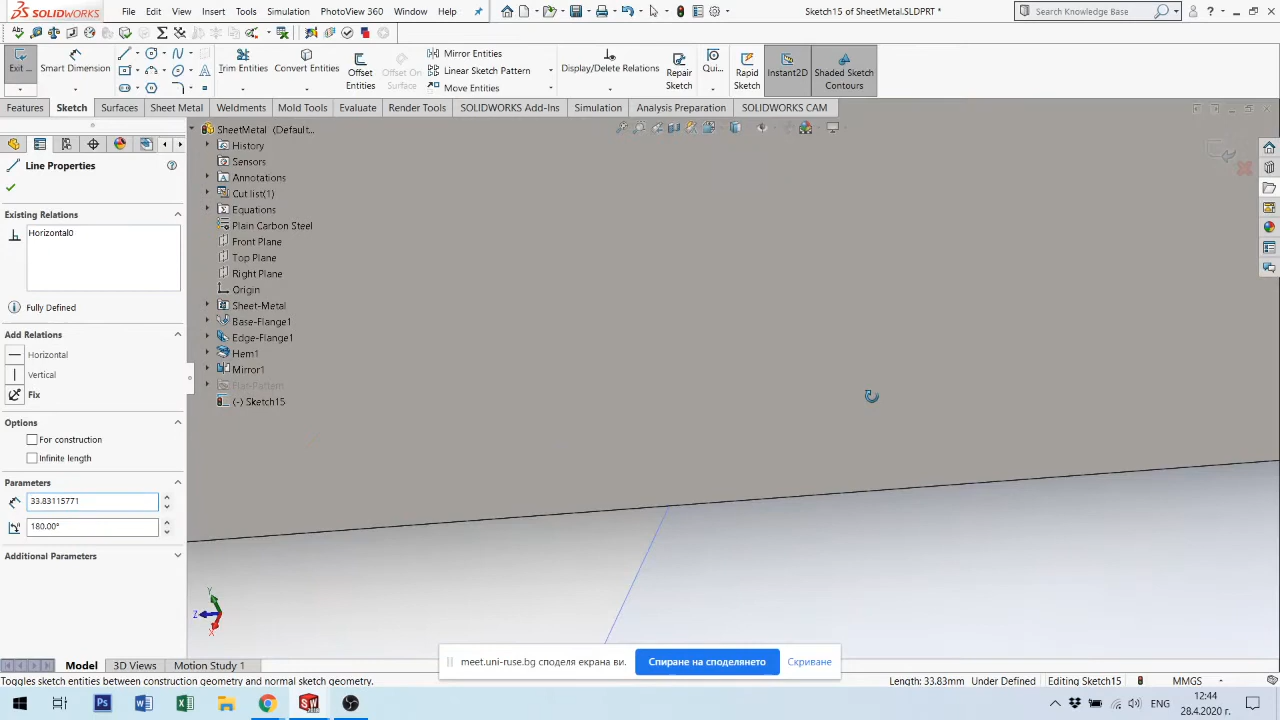 SOLIDWORKS File Edit View Insert Tools Simulation PhotoView 360 Window Help Sketch15 of SheetMetal.SLDPRT * Search Knowledge Base
Exit ... Smart Dimension Trim Entities Convert Entities Offset Entities Offset On Surface Mirror Entities Linear Sketch Pattern Move Entities Display/Delete Relations Repair Sketch Qui... Rapid Sketch Instant2D Shaded Sketch Contours
Features Sketch Surfaces Sheet Metal Weldments Mold Tools Evaluate Render Tools SOLIDWORKS Add-Ins Simulation Analysis Preparation SOLIDWORKS CAM
SheetMetal (Default...
Line Properties
History
Sensors
Annotations
Cut list(1)
Equations
Plain Carbon Steel
Front Plane
Top Plane
Right Plane
Origin
Sheet-Metal
Base-Flange1
Edge-Flange1
Hem1
Mirror1
Flat-Pattern
(-) Sketch15
Existing Relations
Horizontal0
Fully Defined
Add Relations
Horizontal
Vertical
Fix
Options
For construction
Infinite length
Parameters
33.83115771
180.00°
Additional Parameters
Y
Z
X
meet.uni-ruse.bg споделя екрана ви. Спиране на споделянето Скриване
Model 3D Views Motion Study 1
Toggles sketch entities between construction geometry and normal sketch geometry. Length: 33.83mm Under Defined Editing Sketch15 MMGS
ENG 12:44
28.4.2020 г.